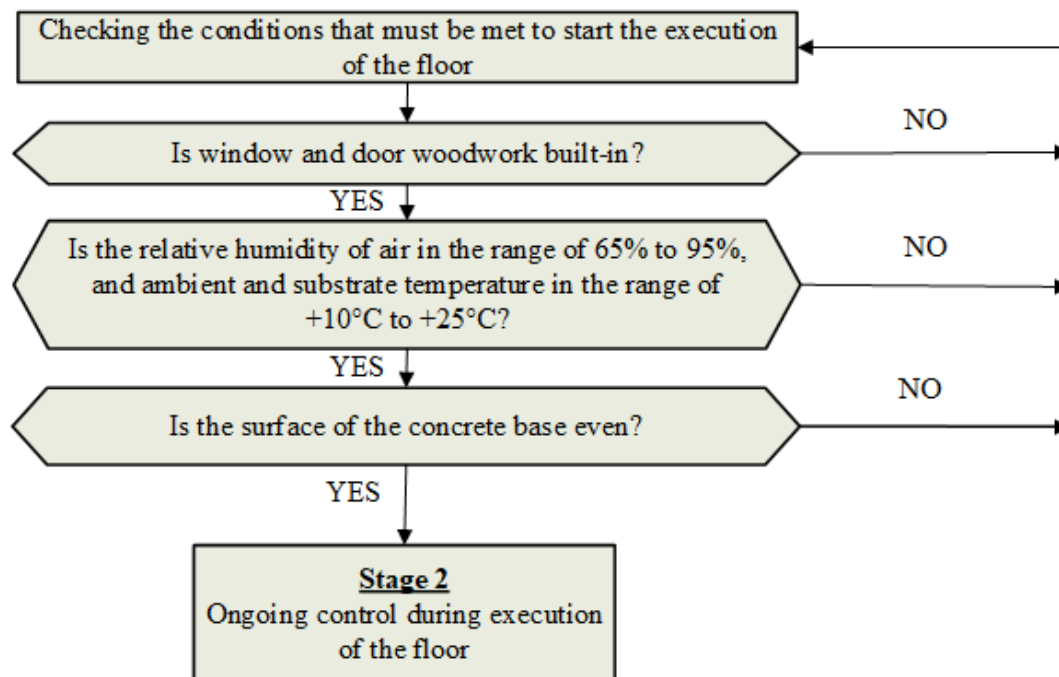 Checking the conditions that must be met to start the execution
of the floor
NO
Is window and door woodwork built-in?
YES
Is the relative humidity of air in the range of 65% to 95%,
and ambient and substrate temperature in the range of
+10°C to +25°C?
NO
YES
NO
Is the surface of the concrete base even?
YES
Stage 2
Ongoing control during execution
of the floor